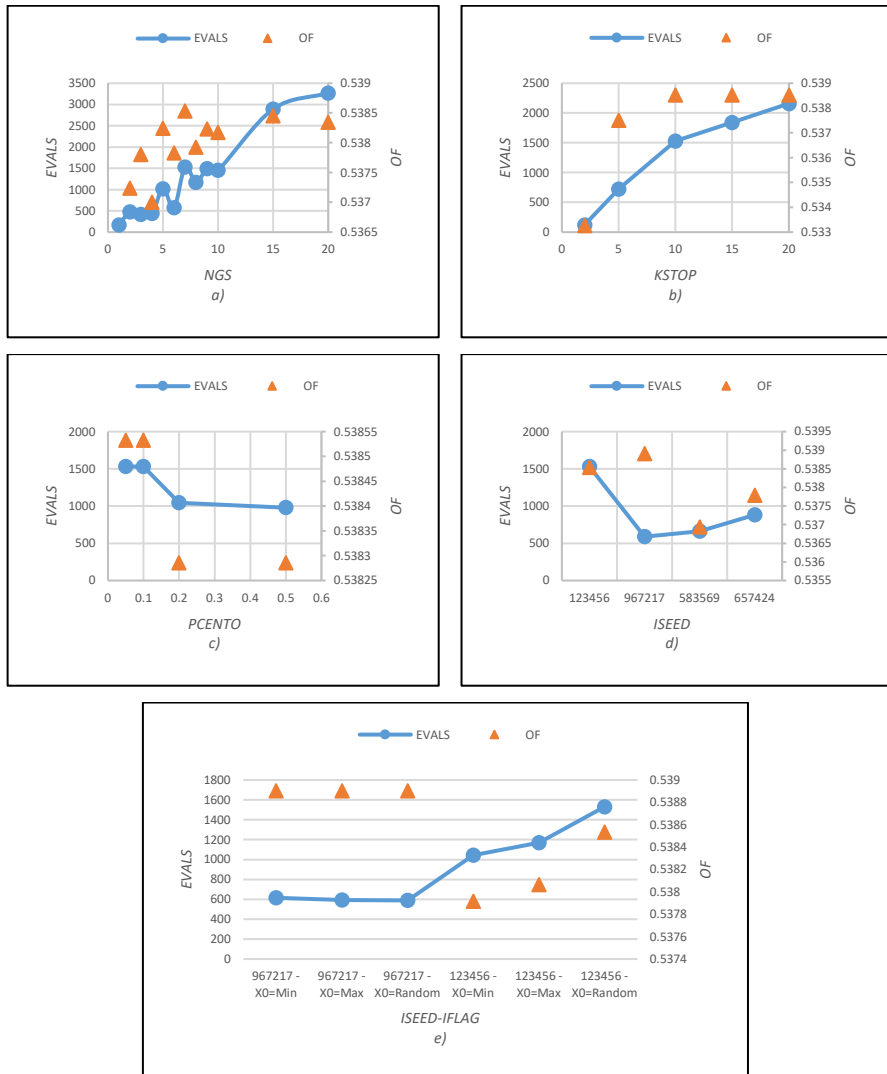 EVALS OF
3500 0.539
3000 0.5385
2500 0.538
2000 0.5375
1500 0.537
1000 0.5365
500
0
EVALS
OF
0 5 10 15 20
NGS
a)
EVALS OF
2500 0.539
2000 0.538
1500 0.537
1000 0.536
500 0.535
0 0.534
0.533
EVALS
OF
0 5 10 15 20
KSTOP
b)
EVALS OF
2000 0.53855
1500 0.5385
1000 0.53845
500 0.5384
0 0.53835
0.5383
0.53825
EVALS
OF
0 0.1 0.2 0.3 0.4 0.5 0.6
PCENTO
c)
EVALS OF
2000 0.5395
1500 0.539
1000 0.5385
500 0.538
0 0.5375
0.537
0.5365
0.536
0.5355
EVALS
OF
123456 967217 583569 657424
ISEED
d)
EVALS OF
1800 0.539
1600 0.5388
1400 0.5386
1200 0.5384
1000 0.5382
800 0.538
600 0.5378
400 0.5376
200 0.5374
0
EVALS
OF
967217 - 967217 - 967217 - 123456 - 123456 - 123456 -
X0=Min X0=Max X0=Random X0=Min X0=Max X0=Random
ISEED-IFLAG
e)